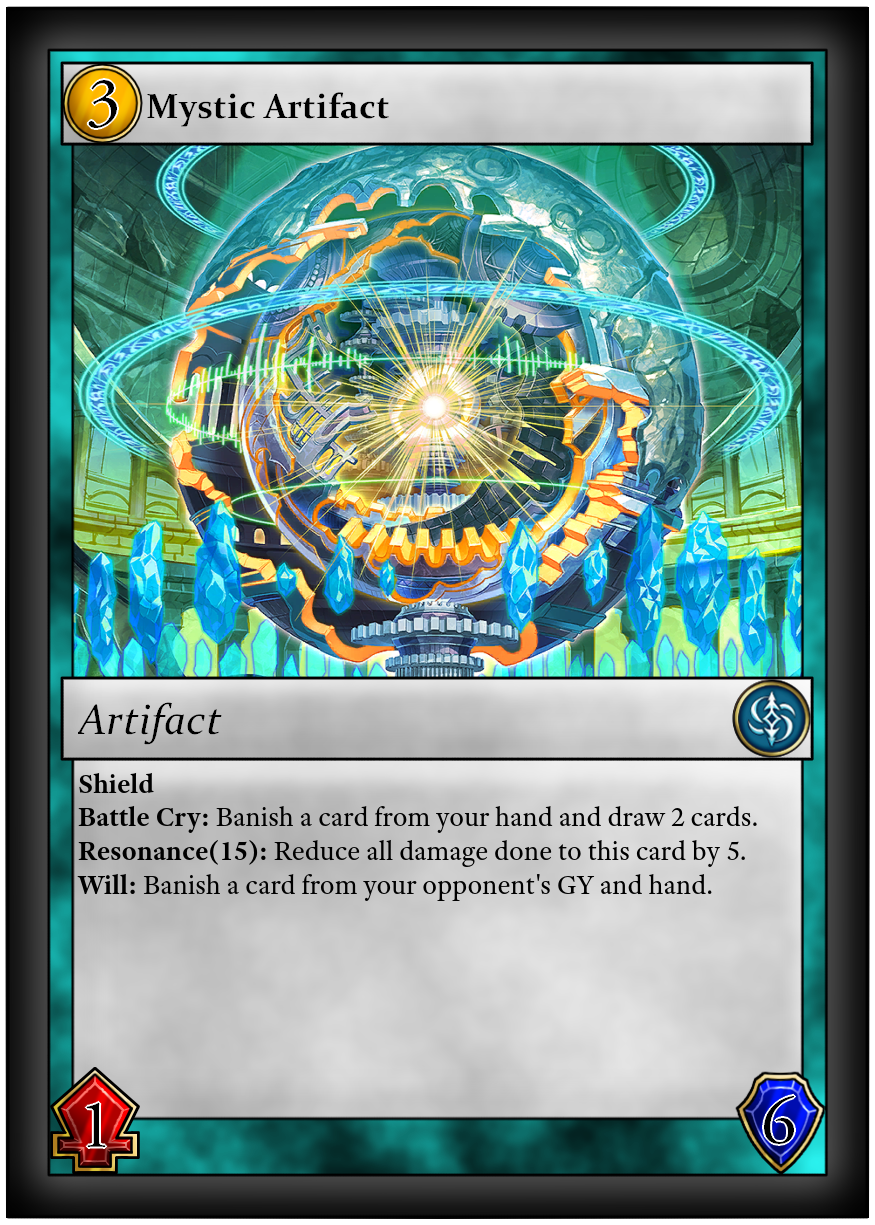 3 Mystic Artifact
Artifact
Shield
Battle Cry: Banish a card from your hand and draw 2 cards.
Resonance(15): Reduce all damage done to this card by 5.
Will: Banish a card from your opponent's GY and hand.
1 6